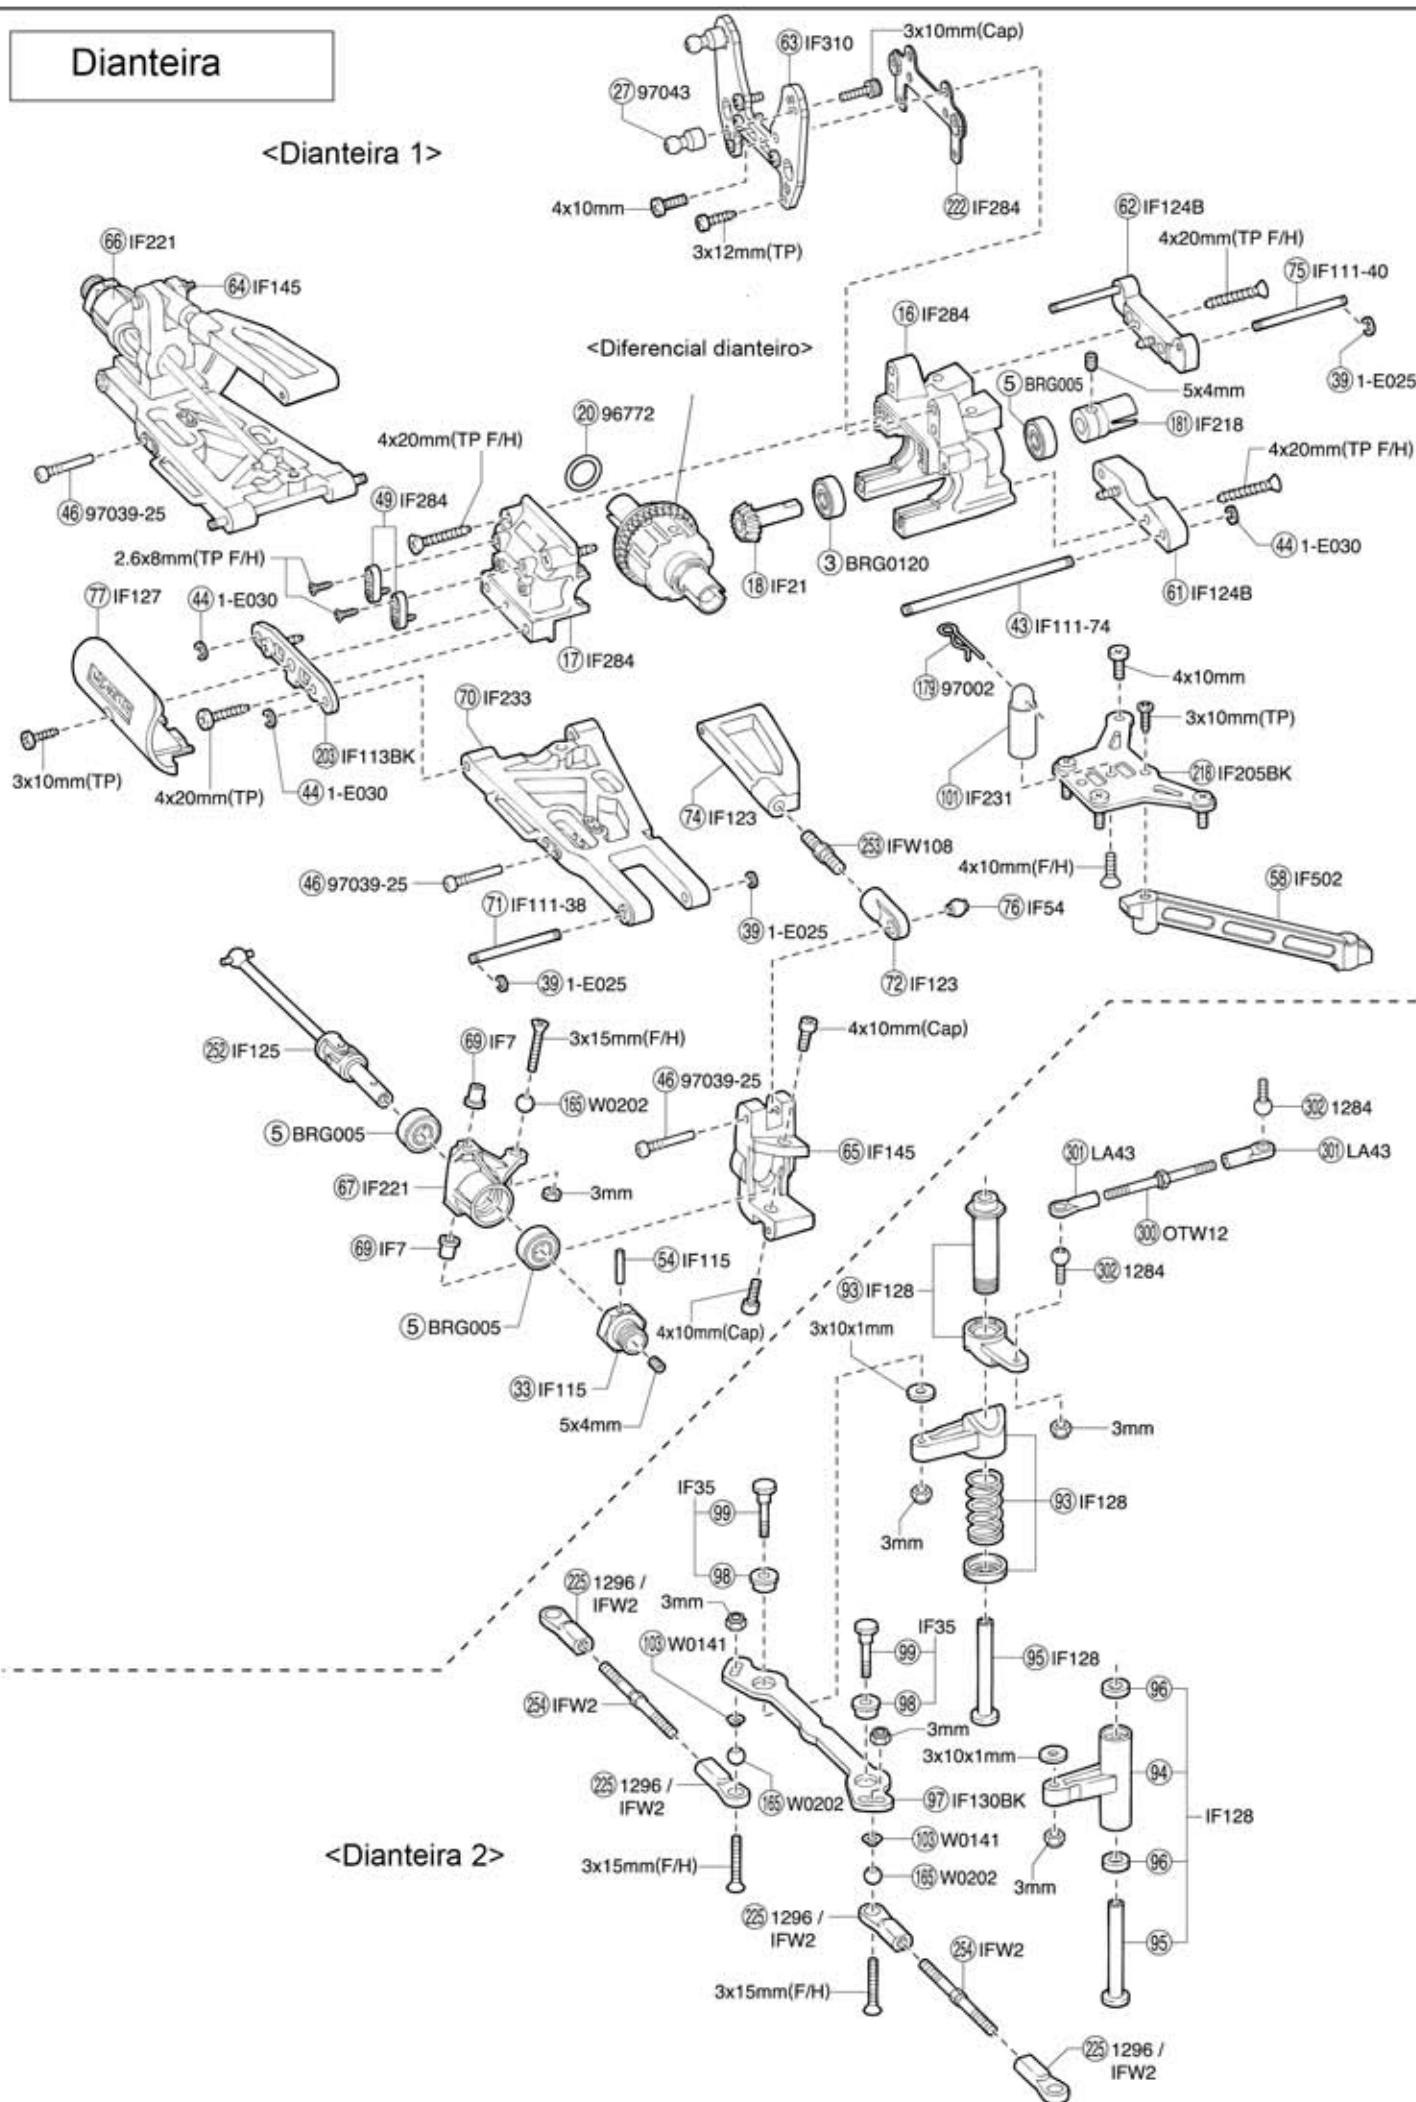 Dianteira
<Dianteira 1>
63 IF310
3x10mm(Cap)
27 97043
4x10mm
3x12mm(TP)
222 IF284
62 IF124B
4x20mm(TP F/H)
75 IF111-40
66 IF221
64 IF145
16 IF284
<Diferencial dianteiro>
5 BRG005
5x4mm
39 1-E025
20 96772
181 IF218
4x20mm(TP F/H)
4x20mm(TP F/H)
46 97039-25
49 IF284
2.6x8mm(TP F/H)
18 IF21
3 BRG0120
44 1-E030
61 IF124B
77 IF127
44 1-E030
43 IF111-74
17 IF284
179 97002
4x10mm
70 IF233
3x10mm(TP)
203 IF113BK
218 IF205BK
3x10mm(TP)
4x20mm(TP)
44 1-E030
101 IF231
74 IF123
253 IFW108
4x10mm(F/H)
58 IF502
46 97039-25
71 IF111-38
76 IF54
39 1-E025
39 1-E025
72 IF123
4x10mm(Cap)
69 IF7
3x15mm(F/H)
252 IF125
46 97039-25
165 W0202
302 1284
5 BRG005
65 IF145
301 LA43
301 LA43
67 IF221
3mm
300 OTW12
69 IF7
54 IF115
302 1284
93 IF128
5 BRG005
4x10mm(Cap)
3x10x1mm
33 IF115
5x4mm
3mm
IF35
99
93 IF128
3mm
98
225 1296 /
IFW2
3mm
IF35
103 W0141
99
95 IF128
98
96
254 IFW2
3mm
3x10x1mm
94
225 1296 /
IFW2
165 W0202
97 IF130BK
IF128
<Dianteira 2>
103 W0141
3x15mm(F/H)
165 W0202
96
3mm
225 1296 /
IFW2
254 IFW2
95
3x15mm(F/H)
225 1296 /
IFW2